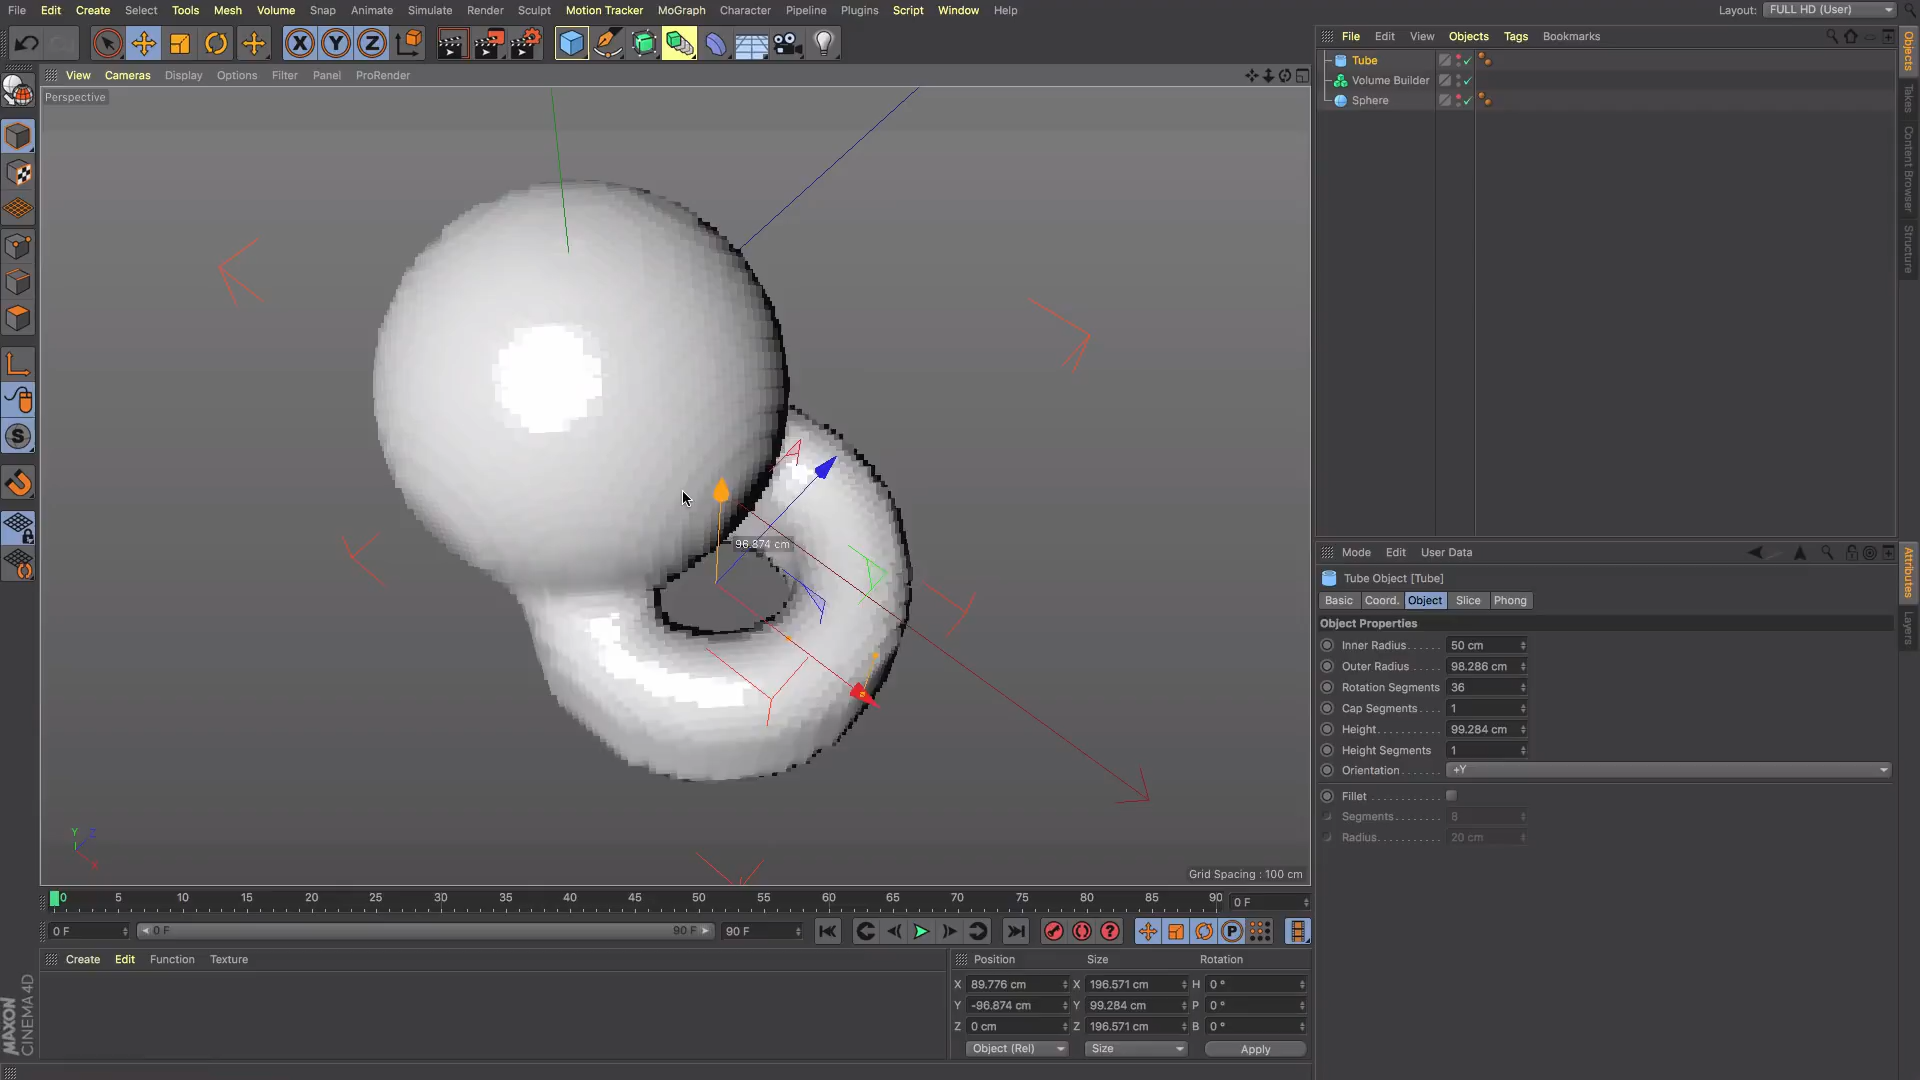 File Edit Create Select Tools Mesh Volume Snap Animate Simulate Render Sculpt Motion Tracker MoGraph Character Pipeline Plugins Script Window Help Layout: FULL HD (User)
File Edit View Objects Tags Bookmarks
Tube
Volume Builder
Sphere
Objects
Takes
Content Browser
Structure
View Cameras Display Options Filter Panel ProRender
Perspective
96.874 cm
Y Z X
Grid Spacing : 100 cm
Mode Edit User Data
Tube Object [Tube]
Basic Coord. Object Slice Phong
Object Properties
Inner Radius . . . . . 50 cm
Outer Radius . . . . 98.286 cm
Rotation Segments 36
Cap Segments . . . . 1
Height. . . . . . . . . . . . 99.284 cm
Height Segments 1
Orientation . . . . . . . +Y
Fillet . . . . . . . . . . . .
Segments. . . . . . . . 8
Radius. . . . . . . . . . . 20 cm
Attributes
Layers
0 5 10 15 20 25 30 35 40 45 50 55 60 65 70 75 80 85 90 0 F
0 F 0 F 90 F 90 F
Create Edit Function Texture
Position Size Rotation
X 89.776 cm X 196.571 cm H 0 °
Y -96.874 cm Y 99.284 cm P 0 °
Z 0 cm Z 196.571 cm B 0 °
Object (Rel) Size Apply
MAXON
CINEMA 4D